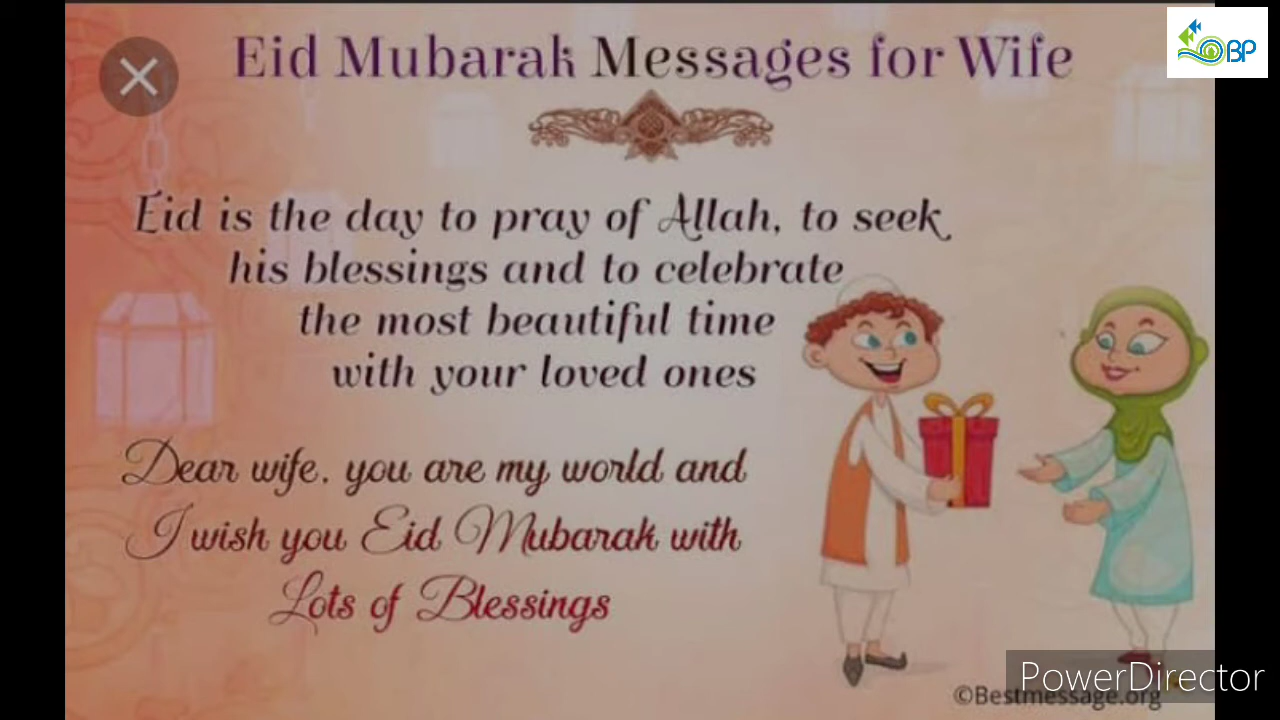 Eid Mubarak Messages for Wife
BP
Eid is the day to pray of Allah, to seek
his blessings and to celebrate
the most beautiful time
with your loved ones
Dear wife, you are my world and
I wish you Eid Mubarak with
Lots of Blessings
PowerDirector
©Bestmessage.org